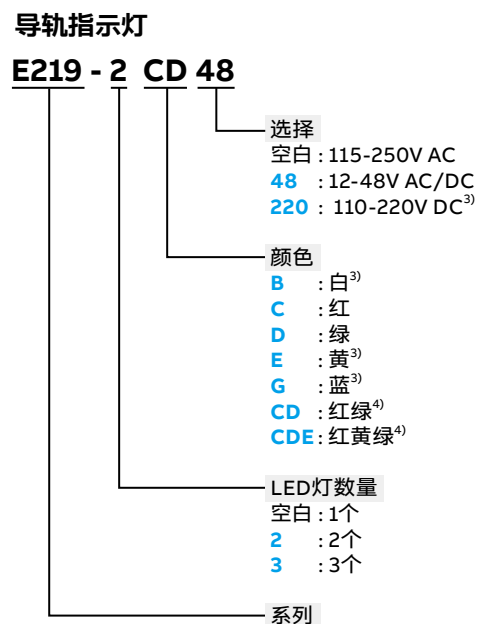 导轨指示灯
E219 - 2 CD 48
选择
空白 : 115-250V AC
48 : 12-48V AC/DC
220 : 110-220V DC³⁾
颜色
B : 白³⁾
C : 红
D : 绿
E : 黄³⁾
G : 蓝³⁾
CD : 红绿⁴⁾
CDE : 红黄绿⁴⁾
LED灯数量
空白 : 1个
2 : 2个
3 : 3个
系列